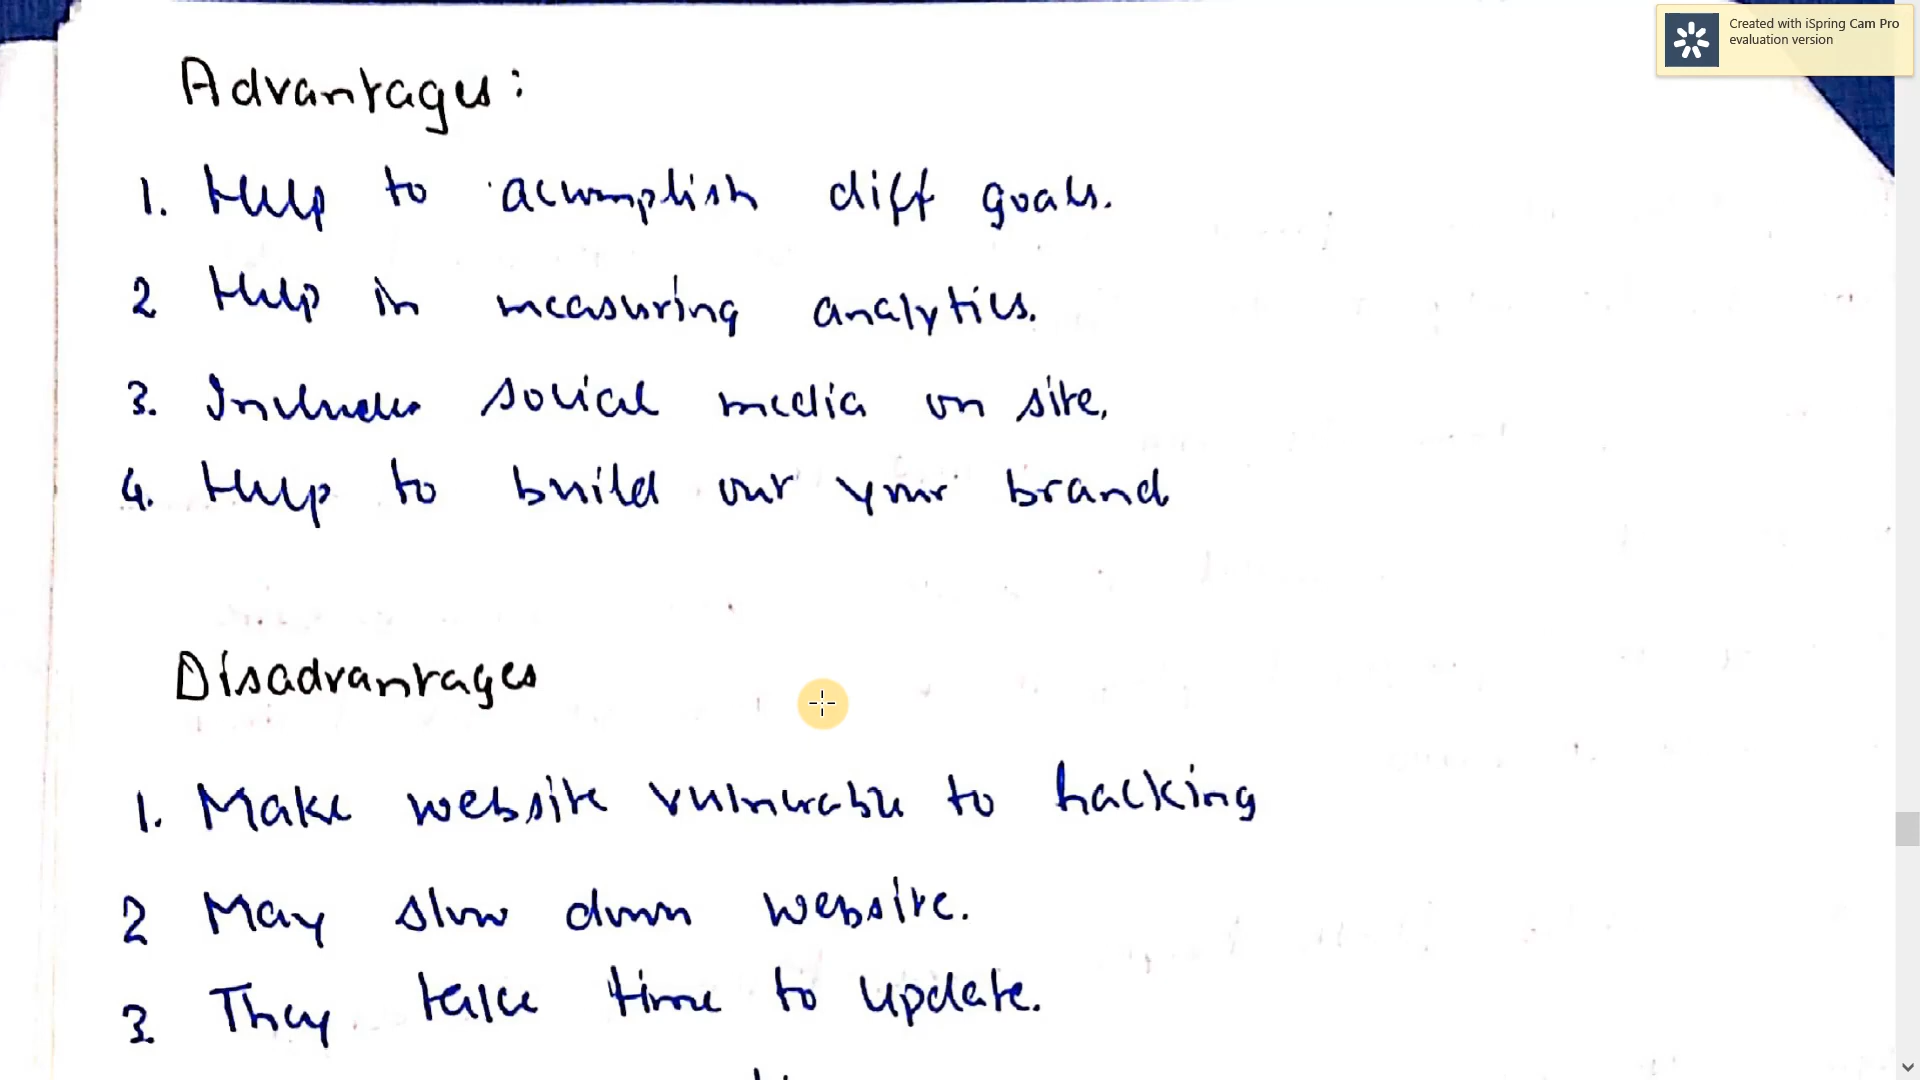 Created with iSpring Cam Pro
evaluation version
Advantages:
1. Help to accomplish diff goals.
2 Help in measuring analytics.
3. Includes social media on site.
4. Help to build out your brand
Disadvantages
1. Make website vulnerable to hacking
2 May slow down website.
3. They take time to update.